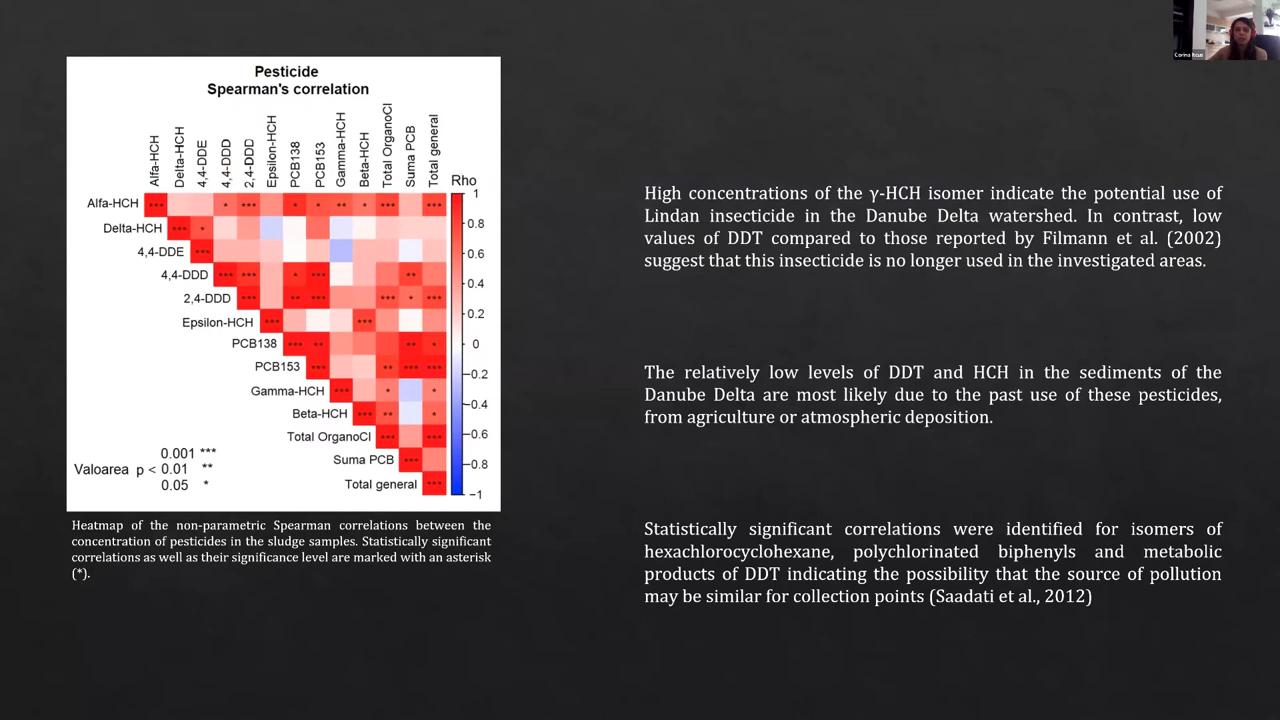 Pesticide
Spearman's correlation
Alfa-HCH
Delta-HCH
4,4-DDE
4,4-DDD
2,4-DDD
Epsilon-HCH
PCB138
PCB153
Gamma-HCH
Beta-HCH
Total OrganoCl
Suma PCB
Total general
Rho
1
0.8
0.6
0.4
0.2
0
−0.2
−0.4
−0.6
−0.8
−1
Alfa-HCH *** * *** * * ** * *** ***
Delta-HCH *** *
4,4-DDE ***
4,4-DDD *** *** * *** **
2,4-DDD *** ** *** *** * ***
Epsilon-HCH *** ***
PCB138 *** ** ** *
PCB153 *** ** *** ***
Gamma-HCH *** * *
Beta-HCH *** ** *
Total OrganoCl *** ***
Suma PCB ***
Total general ***
0.001 ***
Valoarea p < 0.01 **
0.05 *
Heatmap of the non-parametric Spearman correlations between the
concentration of pesticides in the sludge samples. Statistically significant
correlations as well as their significance level are marked with an asterisk
(*).
High concentrations of the γ-HCH isomer indicate the potential use of
Lindan insecticide in the Danube Delta watershed. In contrast, low
values of DDT compared to those reported by Filmann et al. (2002)
suggest that this insecticide is no longer used in the investigated areas.
The relatively low levels of DDT and HCH in the sediments of the
Danube Delta are most likely due to the past use of these pesticides,
from agriculture or atmospheric deposition.
Statistically significant correlations were identified for isomers of
hexachlorocyclohexane, polychlorinated biphenyls and metabolic
products of DDT indicating the possibility that the source of pollution
may be similar for collection points (Saadati et al., 2012)